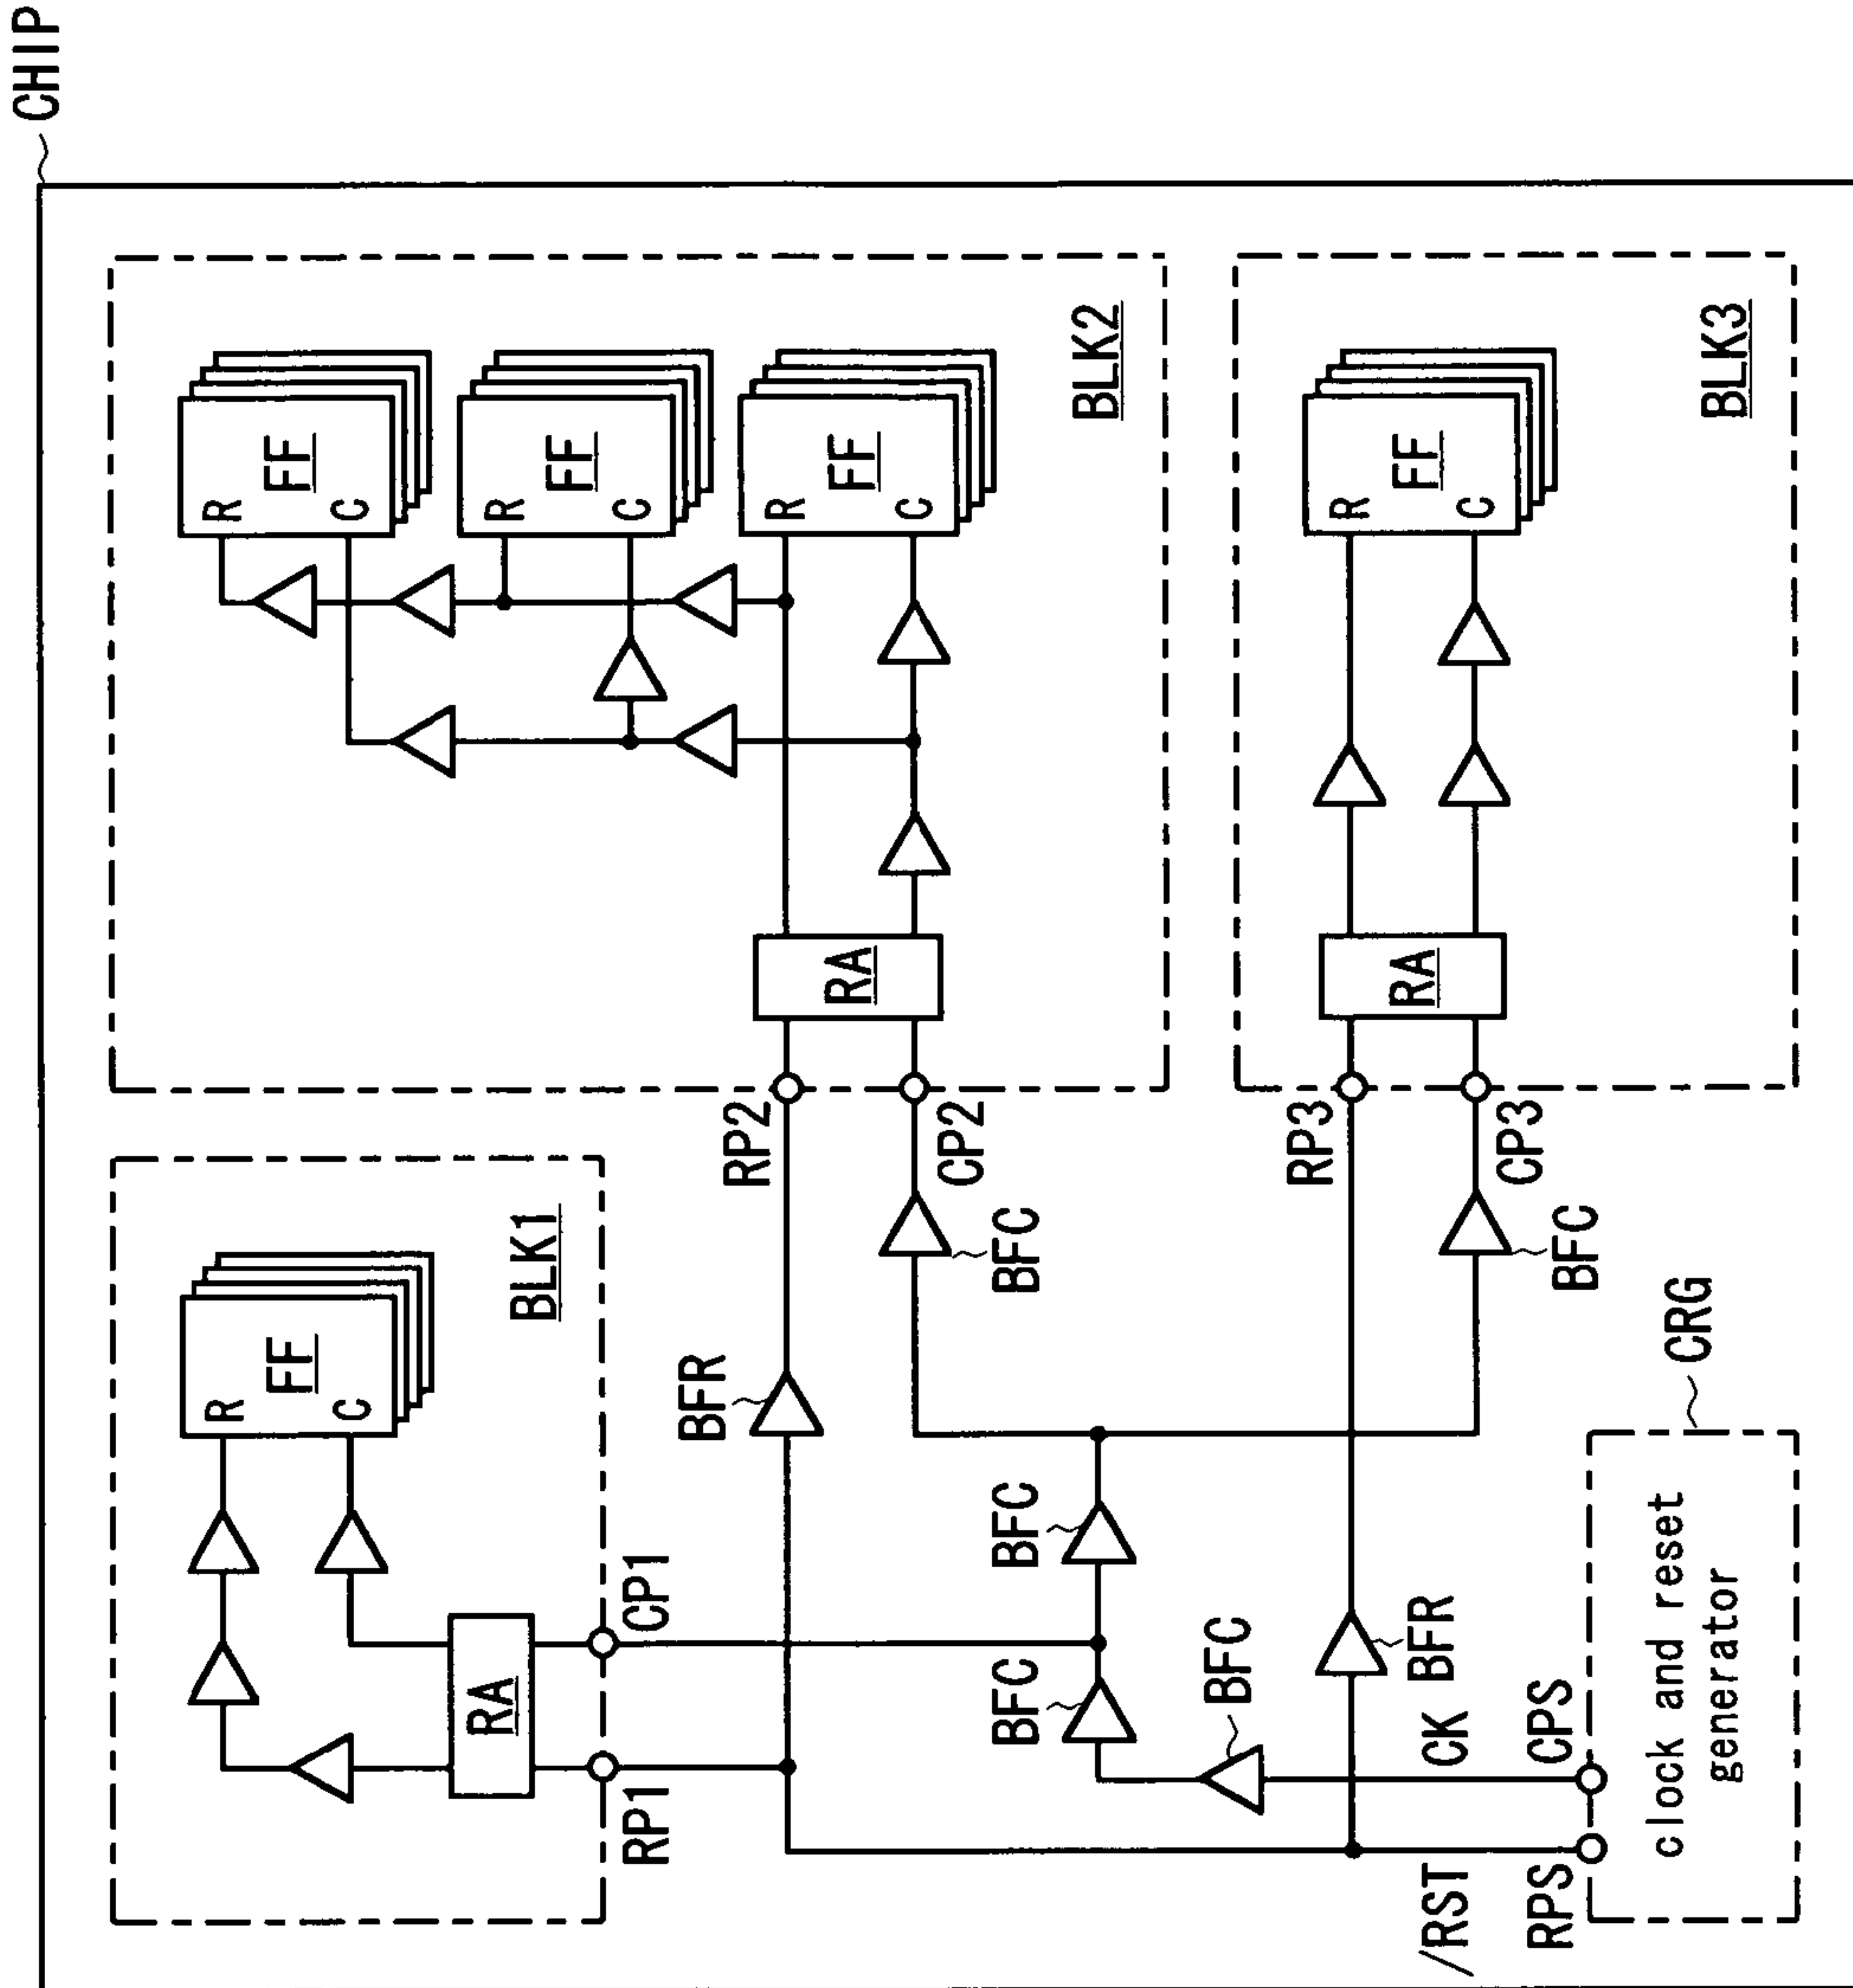 CHIP
BLK1
FF
R
C
RA
RP1
CP1
BLK2
FF
R
C
FF
R
C
FF
R
C
RA
RP2
CP2
BLK3
FF
R
C
RA
RP3
CP3
BFR
BFC
BFC
BFC
BFC
BFC
BFR
/RST
CK
RPS
CPS
CRG
clock and reset
generator